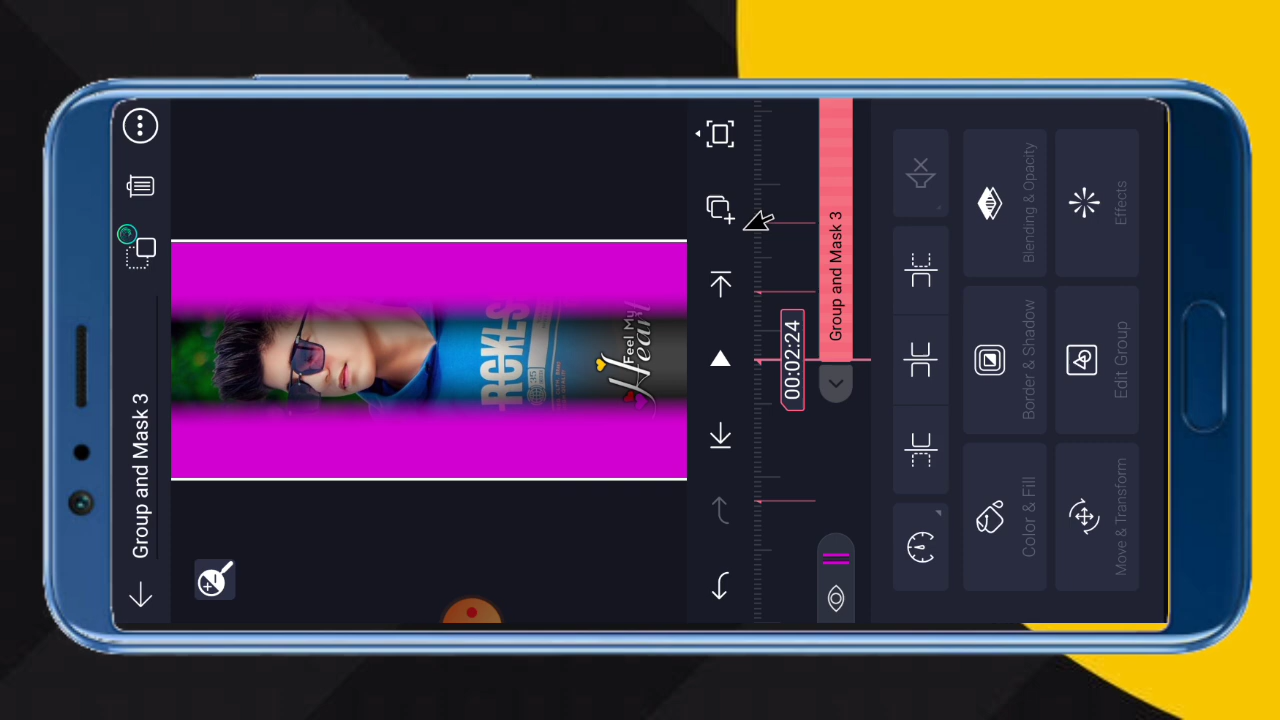 Group and Mask 3
RCKLS
Feel My
Heart
00:02:24
Group and Mask 3
Color & Fill
Border & Shadow
Blending & Opacity
Move & Transform
Edit Group
Effects